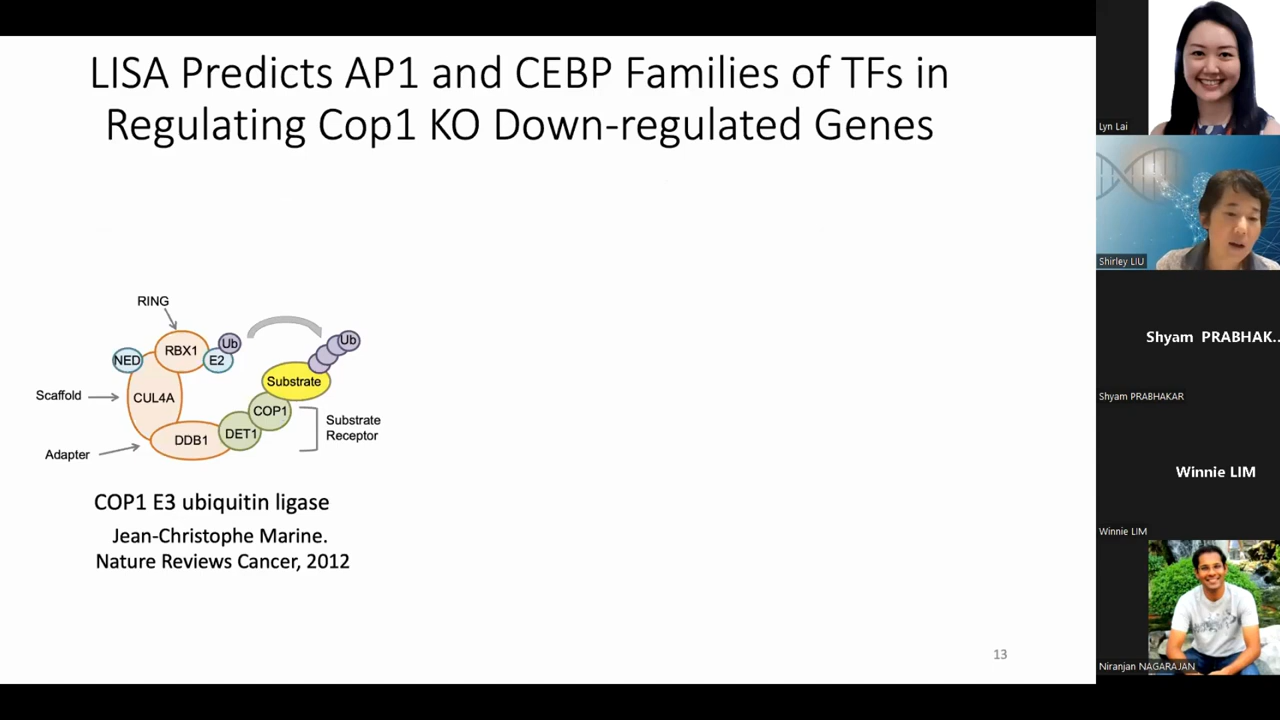 LISA Predicts AP1 and CEBP Families of TFs in
Regulating Cop1 KO Down-regulated Genes
RING
NED
RBX1
E2
Ub
Ub
Substrate
Scaffold
CUL4A
COP1
DET1
DDB1
Substrate
Receptor
Adapter
COP1 E3 ubiquitin ligase
Jean-Christophe Marine.
Nature Reviews Cancer, 2012
13
Lyn Lai
Shirley LIU
Shyam PRABHAK...
Shyam PRABHAKAR
Winnie LIM
Winnie LIM
Niranjan NAGARAJAN